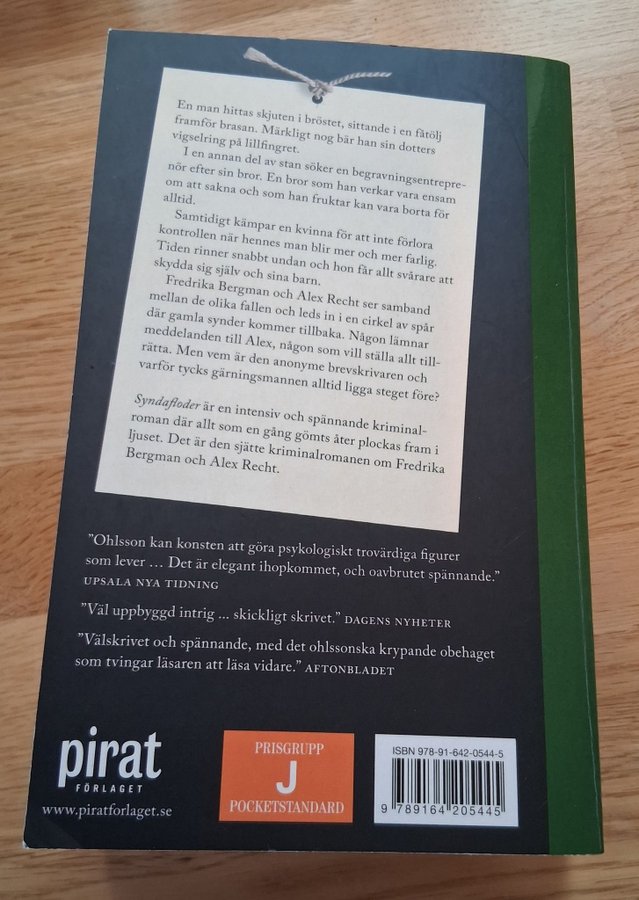 En man hittas skjuten i bröstet, sittande i en fåtölj
framför brasan. Märkligt nog bär han sin dotters
vigselring på lillfingret.
I en annan del av stan söker en begravningsentrepre-
nör efter sin bror. En bror som han verkar vara ensam
om att sakna och som han fruktar kan vara borta för
alltid.
Samtidigt kämpar en kvinna för att inte förlora
kontrollen när hennes man blir mer och mer farlig.
Tiden rinner snabbt undan och hon får allt svårare att
skydda sig själv och sina barn.
Fredrika Bergman och Alex Recht ser samband
mellan de olika fallen och leds in i en cirkel av spår
där gamla synder kommer tillbaka. Någon lämnar
meddelanden till Alex, någon som vill ställa allt till-
rätta. Men vem är den anonyme brevskrivaren och
varför tycks gärningsmannen alltid ligga steget före?
Syndafloder är en intensiv och spännande kriminal-
roman där allt som en gång gömts åter plockas fram i
ljuset. Det är den sjätte kriminalromanen om Fredrika
Bergman och Alex Recht.
”Ohlsson kan konsten att göra psykologiskt trovärdiga figurer
som lever … Det är elegant ihopkommet, och oavbrutet spännande.”
UPSALA NYA TIDNING
”Väl uppbyggd intrig ... skickligt skrivet.” DAGENS NYHETER
”Välskrivet och spännande, med det ohlssonska krypande obehaget
som tvingar läsaren att läsa vidare.” AFTONBLADET
pirat
FÖRLAGET
www.piratforlaget.se
PRISGRUPP
J
POCKETSTANDARD
ISBN 978-91-642-0544-5
9 789164 205445